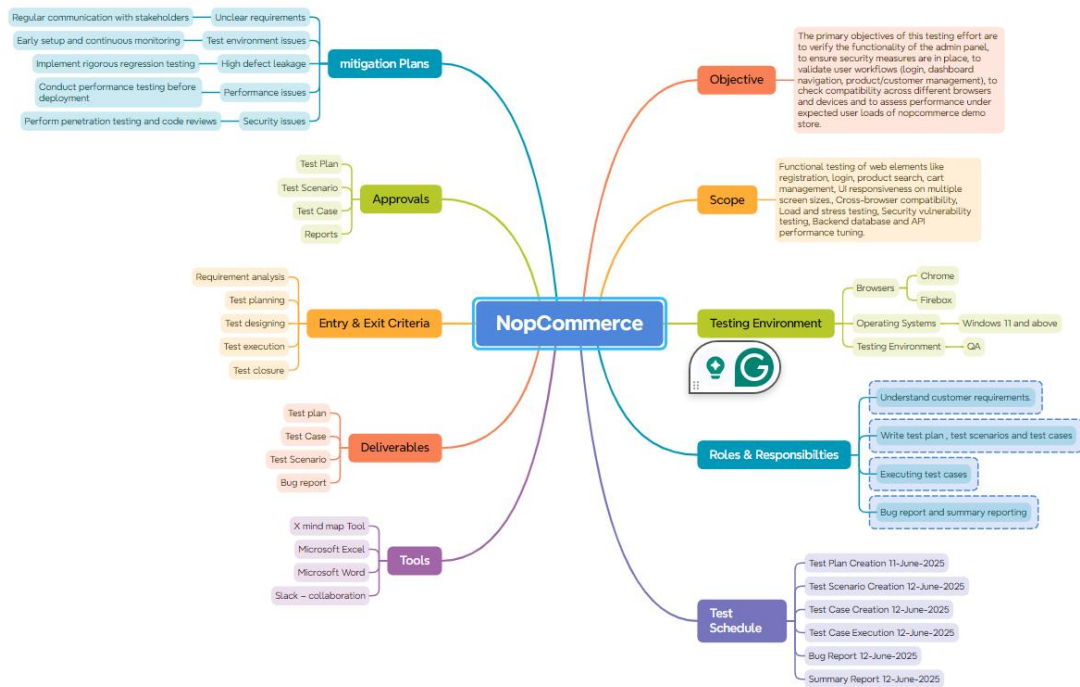 NopCommerce
Objective
The primary objectives of this testing effort are
to verify the functionality of the admin panel,
to ensure security measures are in place, to
validate user workflows (login, dashboard
navigation, product/customer management), to
check compatibility across different browsers
and devices and to assess performance under
expected user loads of nopcommerce demo
store.
Scope
Functional testing of web elements like
registration, login, product search, cart
management, UI responsiveness on multiple
screen sizes., Cross-browser compatibility,
Load and stress testing, Security vulnerability
testing, Backend database and API
performance tuning.
Testing Environment
Browsers
Chrome
Firebox
Operating Systems
Windows 11 and above
Testing Environment
QA
G
Roles & Responsibilties
Understand customer requirements.
Write test plan , test scenarios and test cases
Executing test cases
Bug report and summary reporting
Test
Schedule
Test Plan Creation 11-June-2025
Test Scenario Creation 12-June-2025
Test Case Creation 12-June-2025
Test Case Execution 12-June-2025
Bug Report 12-June-2025
Summary Report 12-June-2025
mitigation Plans
Unclear requirements
Regular communication with stakeholders
Test environment issues
Early setup and continuous monitoring
High defect leakage
Implement rigorous regression testing
Performance issues
Conduct performance testing before
deployment
Security issues
Perform penetration testing and code reviews
Approvals
Test Plan
Test Scenario
Test Case
Reports
Entry & Exit Criteria
Requirement analysis
Test planning
Test designing
Test execution
Test closure
Deliverables
Test plan
Test Case
Test Scenario
Bug report
Tools
X mind map Tool
Microsoft Excel
Microsoft Word
Slack – collaboration